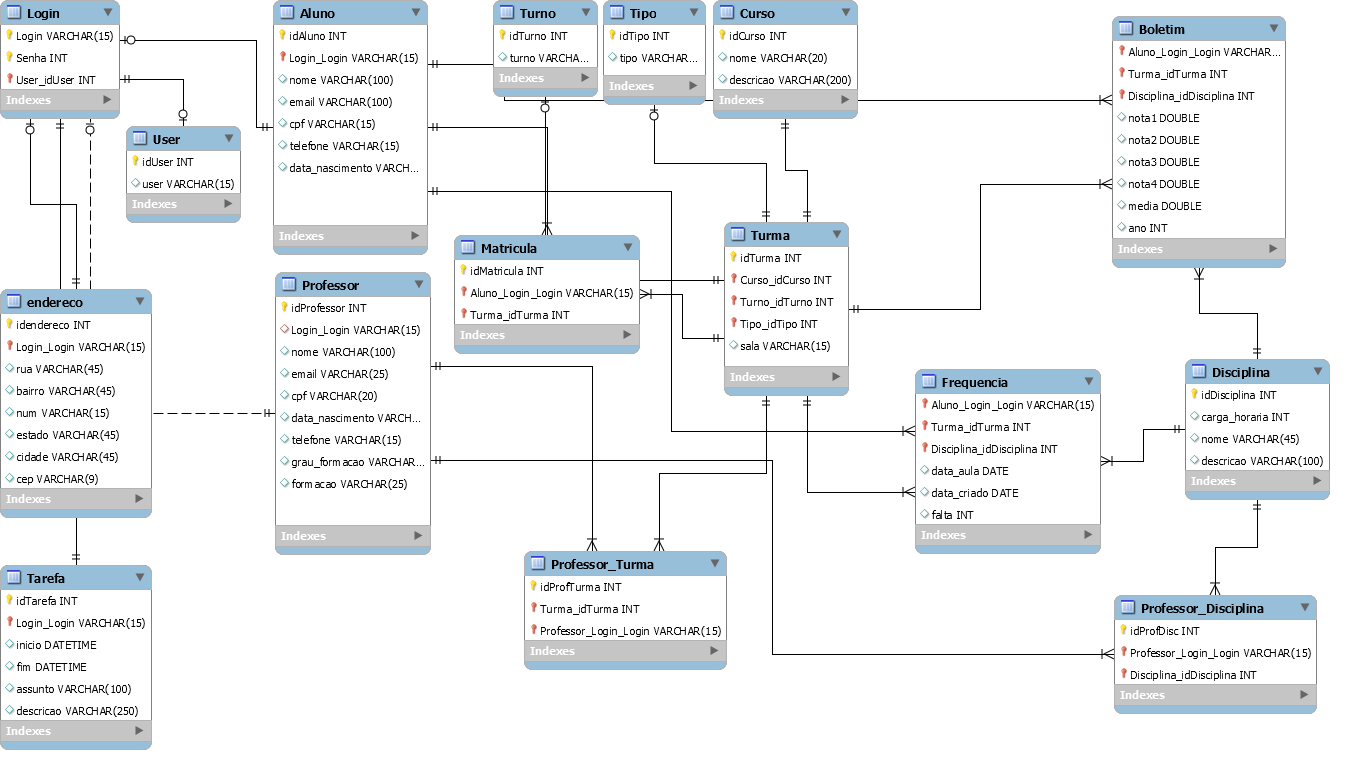 Login
Login VARCHAR(15)
Senha INT
User_idUser INT
Indexes
User
idUser INT
user VARCHAR(15)
Indexes
Aluno
idAluno INT
Login_Login VARCHAR(15)
nome VARCHAR(100)
email VARCHAR(100)
cpf VARCHAR(15)
telefone VARCHAR(15)
data_nascimento VARCH...
Indexes
Turno
idTurno INT
turno VARCHA...
Indexes
Tipo
idTipo INT
tipo VARCHAR...
Indexes
Curso
idCurso INT
nome VARCHAR(20)
descricao VARCHAR(200)
Indexes
Boletim
Aluno_Login_Login VARCHAR...
Turma_idTurma INT
Disciplina_idDisciplina INT
nota1 DOUBLE
nota2 DOUBLE
nota3 DOUBLE
nota4 DOUBLE
media DOUBLE
ano INT
Indexes
Matricula
idMatricula INT
Aluno_Login_Login VARCHAR(15)
Turma_idTurma INT
Indexes
Turma
idTurma INT
Curso_idCurso INT
Turno_idTurno INT
Tipo_idTipo INT
sala VARCHAR(15)
Indexes
endereco
idendereco INT
Login_Login VARCHAR(15)
rua VARCHAR(45)
bairro VARCHAR(45)
num VARCHAR(15)
estado VARCHAR(45)
cidade VARCHAR(45)
cep VARCHAR(9)
Indexes
Professor
idProfessor INT
Login_Login VARCHAR(15)
nome VARCHAR(100)
email VARCHAR(25)
cpf VARCHAR(20)
data_nascimento VARCH...
telefone VARCHAR(15)
grau_formacao VARCHAR...
formacao VARCHAR(25)
Indexes
Frequencia
Aluno_Login_Login VARCHAR(15)
Turma_idTurma INT
Disciplina_idDisciplina INT
data_aula DATE
data_criado DATE
falta INT
Indexes
Disciplina
idDisciplina INT
carga_horaria INT
nome VARCHAR(45)
descricao VARCHAR(100)
Indexes
Tarefa
idTarefa INT
Login_Login VARCHAR(15)
inicio DATETIME
fim DATETIME
assunto VARCHAR(100)
descricao VARCHAR(250)
Indexes
Professor_Turma
idProfTurma INT
Turma_idTurma INT
Professor_Login_Login VARCHAR(15)
Indexes
Professor_Disciplina
idProfDisc INT
Professor_Login_Login VARCHAR(15)
Disciplina_idDisciplina INT
Indexes